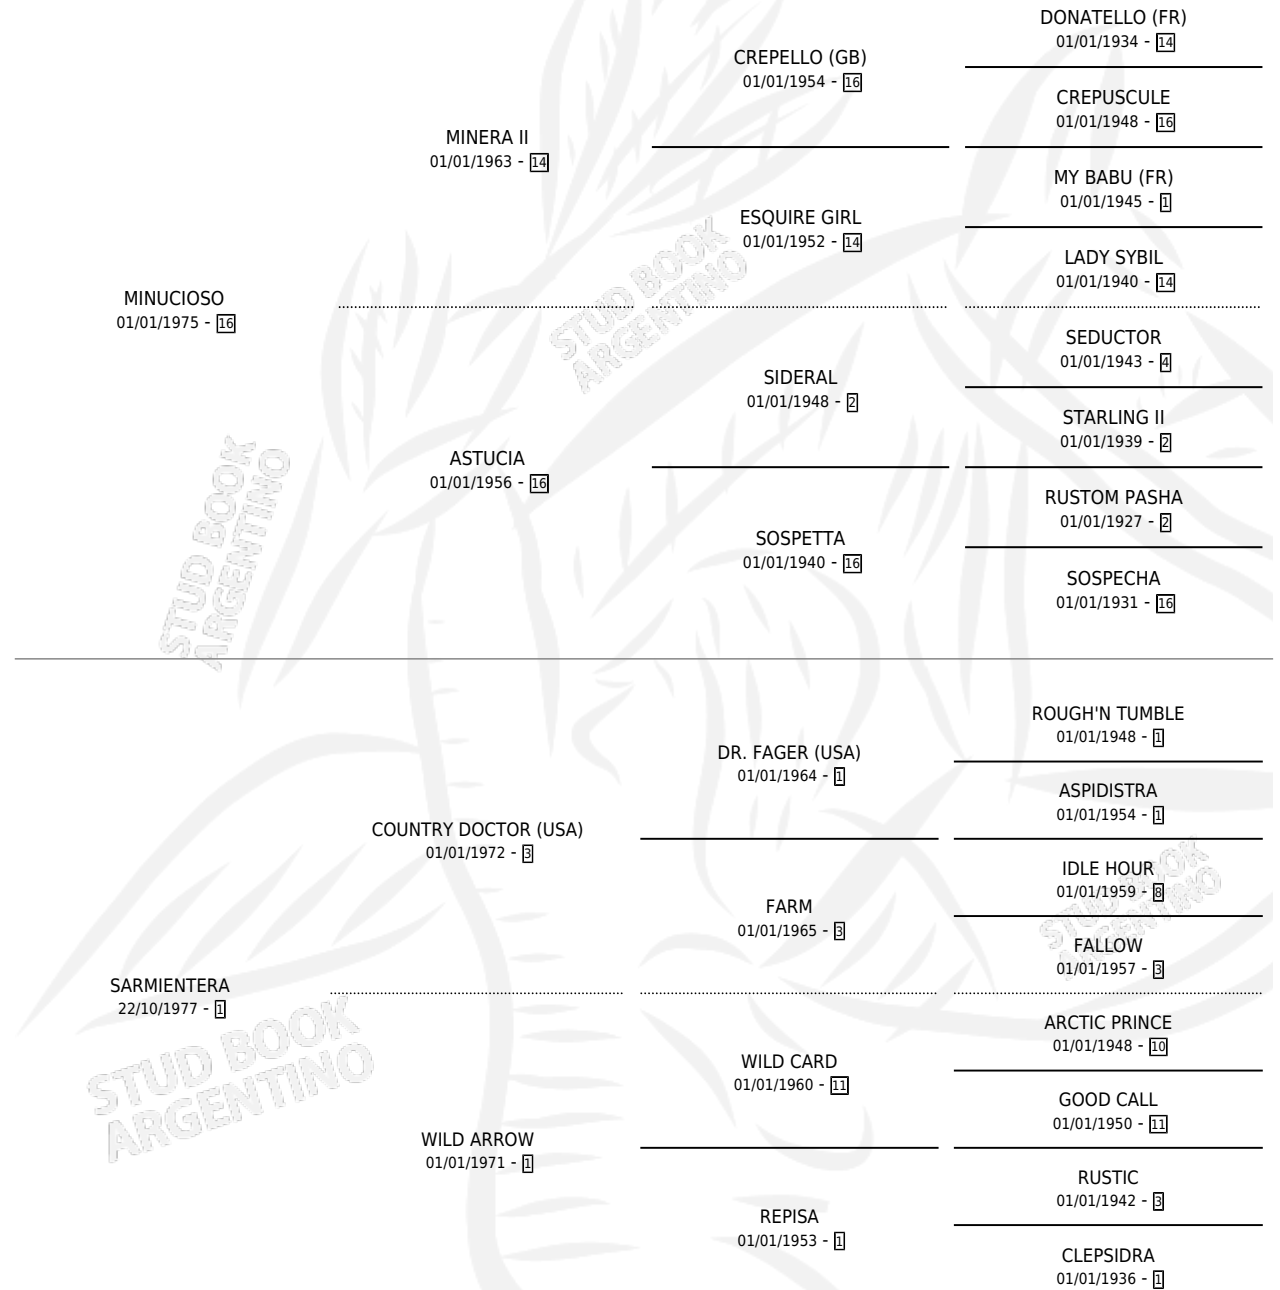 DONATELLO (FR)
01/01/1934 - 14
CREPELLO (GB)
01/01/1954 - 16
CREPUSCULE
01/01/1948 - 16
MINERA II
01/01/1963 - 14
MY BABU (FR)
01/01/1945 - 1
ESQUIRE GIRL
01/01/1952 - 14
LADY SYBIL
01/01/1940 - 14
MINUCIOSO
01/01/1975 - 16
SEDUCTOR
01/01/1943 - 4
SIDERAL
01/01/1948 - 2
STARLING II
01/01/1939 - 2
ASTUCIA
01/01/1956 - 16
RUSTOM PASHA
01/01/1927 - 2
SOSPETTA
01/01/1940 - 16
SOSPECHA
01/01/1931 - 16
STUD BOOK
ARGENTINO
STUD BOOK
ARGENTINO
ROUGH'N TUMBLE
01/01/1948 - 1
DR. FAGER (USA)
01/01/1964 - 1
ASPIDISTRA
01/01/1954 - 1
COUNTRY DOCTOR (USA)
01/01/1972 - 3
IDLE HOUR
01/01/1959 - 8
FARM
01/01/1965 - 3
FALLOW
01/01/1957 - 3
STUD BOOK
ARGENTINO
SARMIENTERA
22/10/1977 - 1
ARCTIC PRINCE
01/01/1948 - 10
WILD CARD
01/01/1960 - 11
GOOD CALL
01/01/1950 - 11
STUD BOOK
ARGENTINO
WILD ARROW
01/01/1971 - 1
RUSTIC
01/01/1942 - 3
REPISA
01/01/1953 - 1
CLEPSIDRA
01/01/1936 - 1